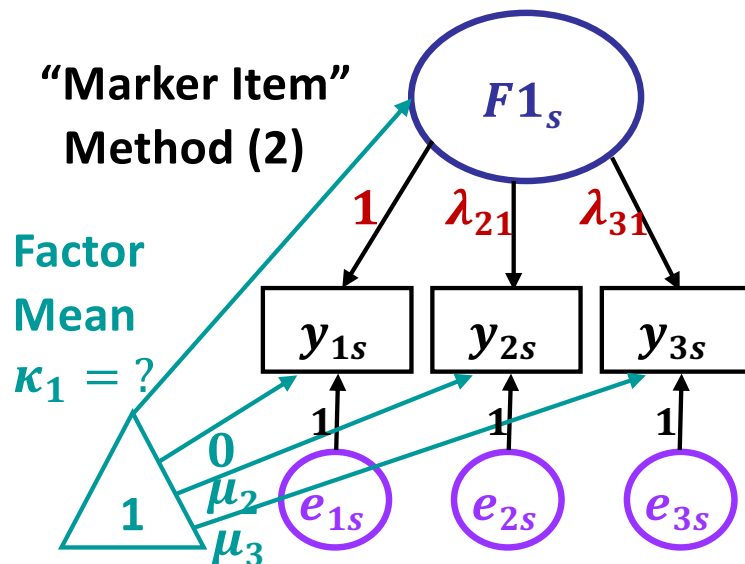 “Marker Item”
Method (2)
F1ₛ
1 λ₂₁ λ₃₁
Factor
Mean
κ₁ = ?
y₁ₛ y₂ₛ y₃ₛ
1 1 1
0
μ₂
μ₃
1
e₁ₛ e₂ₛ e₃ₛ